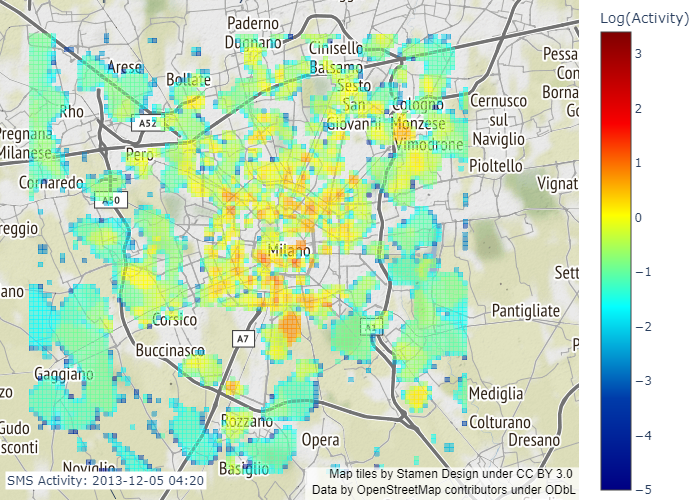 Log(Activity)
Paderno
Dugnano
Cinisello
Balsamo
Pessa
Con
Borna
Go
Arese
Bollate
Sesto
San
Giovanni
Cologno
Monzese
Cernusco
sul
Naviglio
Rho
A52
Vimodrone
Pregnana
Milanese
Pero
Pioltello
Cornaredo
A50
Vignat
reggio
Milano
Sett
ano
Pantigliate
Corsico
A1
A7
Buccinasco
P
Gaggiano
zo
Mediglia
Rozzano
Colturano
Gudo
sconti
Opera
Dresano
Noviglio
Basiglio
SMS Activity: 2013-12-05 04:20
Map tiles by Stamen Design under CC BY 3.0
Data by OpenStreetMap contributors under ODbL
3
2
1
0
−1
−2
−3
−4
−5